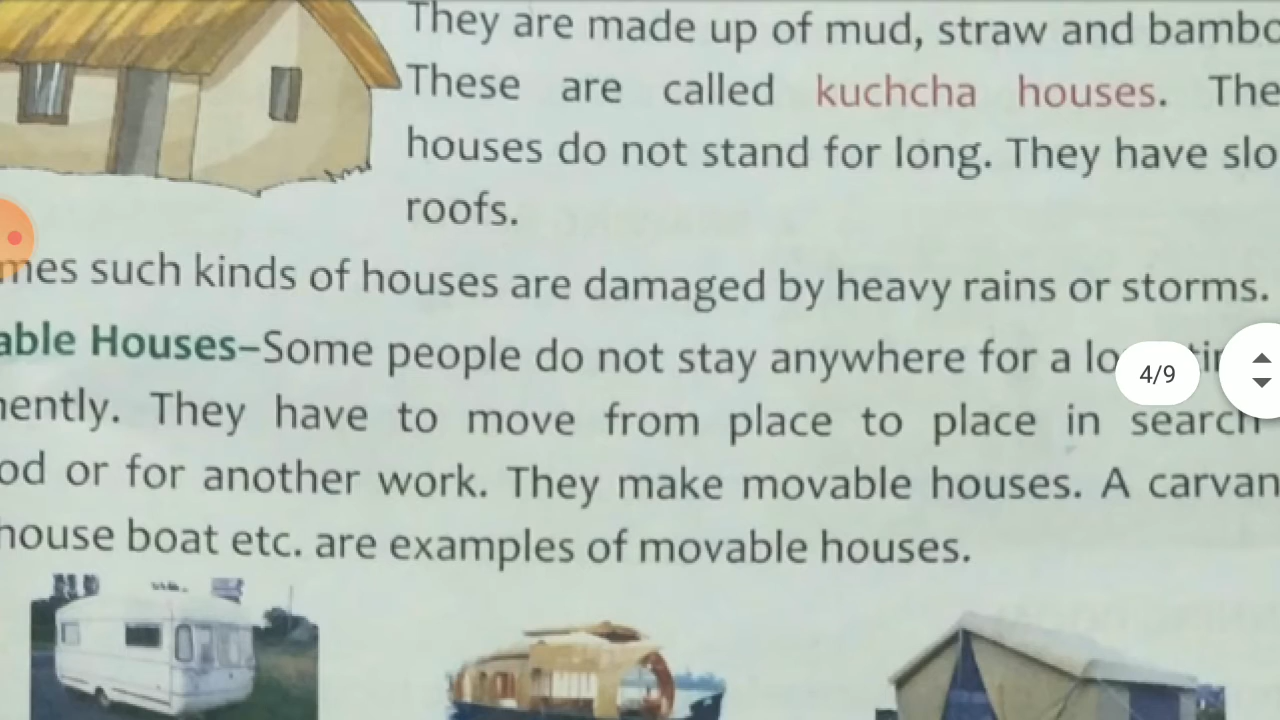 They are made up of mud, straw and bambo
These are called kuchcha houses. The
houses do not stand for long. They have slo
roofs.
mes such kinds of houses are damaged by heavy rains or storms.
able Houses–Some people do not stay anywhere for a lo
4/9
nently. They have to move from place to place in search
od or for another work. They make movable houses. A carvan
house boat etc. are examples of movable houses.